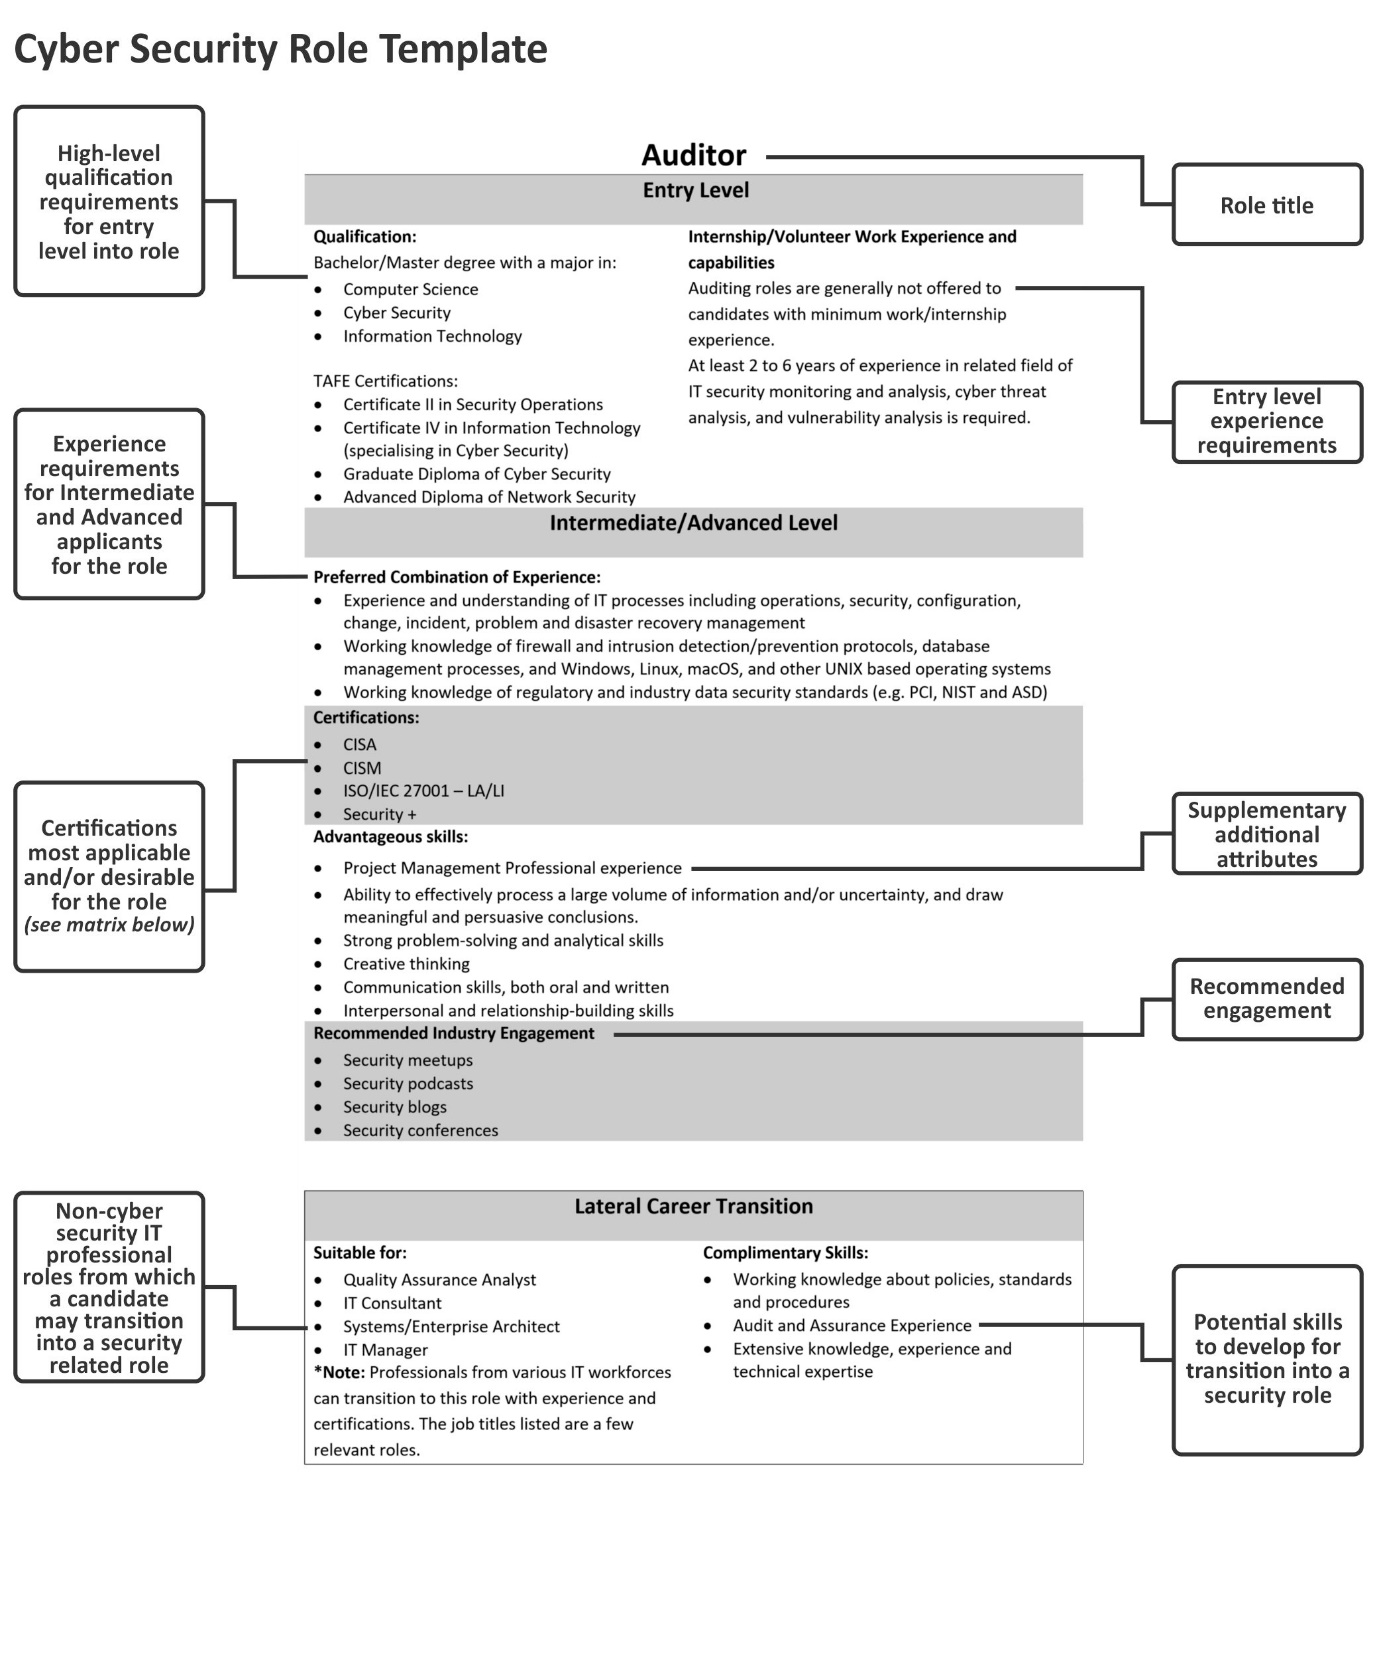 Cyber Security Role Template
High-level
qualification
requirements
for entry
level into role
Experience
requirements
for Intermediate
and Advanced
applicants
for the role
Certifications
most applicable
and/or desirable
for the role
(see matrix below)
Non-cyber
security IT
professional
roles from which
a candidate
may transition
into a security
related role
Auditor
Entry Level
Qualification:
Bachelor/Master degree with a major in:
• Computer Science
• Cyber Security
• Information Technology
TAFE Certifications:
• Certificate II in Security Operations
• Certificate IV in Information Technology
(specialising in Cyber Security)
• Graduate Diploma of Cyber Security
• Advanced Diploma of Network Security
Internship/Volunteer Work Experience and
capabilities
Auditing roles are generally not offered to
candidates with minimum work/internship
experience.
At least 2 to 6 years of experience in related field of
IT security monitoring and analysis, cyber threat
analysis, and vulnerability analysis is required.
Intermediate/Advanced Level
Preferred Combination of Experience:
• Experience and understanding of IT processes including operations, security, configuration,
change, incident, problem and disaster recovery management
• Working knowledge of firewall and intrusion detection/prevention protocols, database
management processes, and Windows, Linux, macOS, and other UNIX based operating systems
• Working knowledge of regulatory and industry data security standards (e.g. PCI, NIST and ASD)
Certifications:
• CISA
• CISM
• ISO/IEC 27001 – LA/LI
• Security +
Advantageous skills:
• Project Management Professional experience
• Ability to effectively process a large volume of information and/or uncertainty, and draw
meaningful and persuasive conclusions.
• Strong problem-solving and analytical skills
• Creative thinking
• Communication skills, both oral and written
• Interpersonal and relationship-building skills
Recommended Industry Engagement
• Security meetups
• Security podcasts
• Security blogs
• Security conferences
Lateral Career Transition
Suitable for:
• Quality Assurance Analyst
• IT Consultant
• Systems/Enterprise Architect
• IT Manager
*Note: Professionals from various IT workforces
can transition to this role with experience and
certifications. The job titles listed are a few
relevant roles.
Complimentary Skills:
• Working knowledge about policies, standards
and procedures
• Audit and Assurance Experience
• Extensive knowledge, experience and
technical expertise
Role title
Entry level
experience
requirements
Supplementary
additional
attributes
Recommended
engagement
Potential skills
to develop for
transition into a
security role